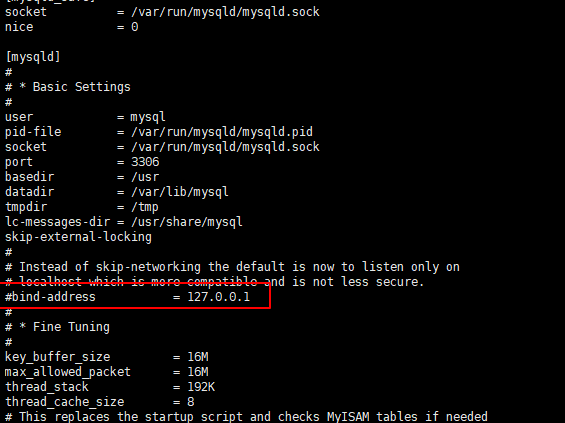 [mysqld_safe]
socket = /var/run/mysqld/mysqld.sock
nice = 0
[mysqld]
#
# * Basic Settings
#
user = mysql
pid-file = /var/run/mysqld/mysqld.pid
socket = /var/run/mysqld/mysqld.sock
port = 3306
basedir = /usr
datadir = /var/lib/mysql
tmpdir = /tmp
lc-messages-dir = /usr/share/mysql
skip-external-locking
#
# Instead of skip-networking the default is now to listen only on
# localhost which is more compatible and is not less secure.
#bind-address = 127.0.0.1
#
# * Fine Tuning
#
key_buffer_size = 16M
max_allowed_packet = 16M
thread_stack = 192K
thread_cache_size = 8
# This replaces the startup script and checks MyISAM tables if needed